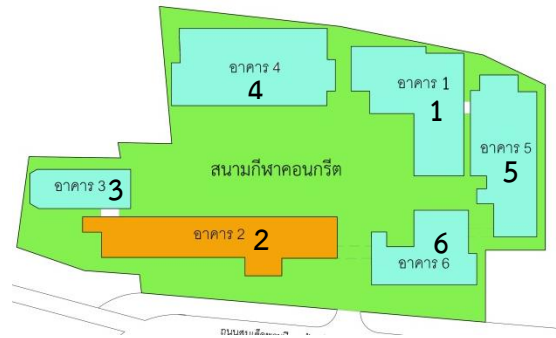 อาคาร 4
4
อาคาร 1
1
อาคาร 5
5
สนามกีฬาคอนกรีต
อาคาร 3
3
อาคาร 2
2
6
อาคาร 6